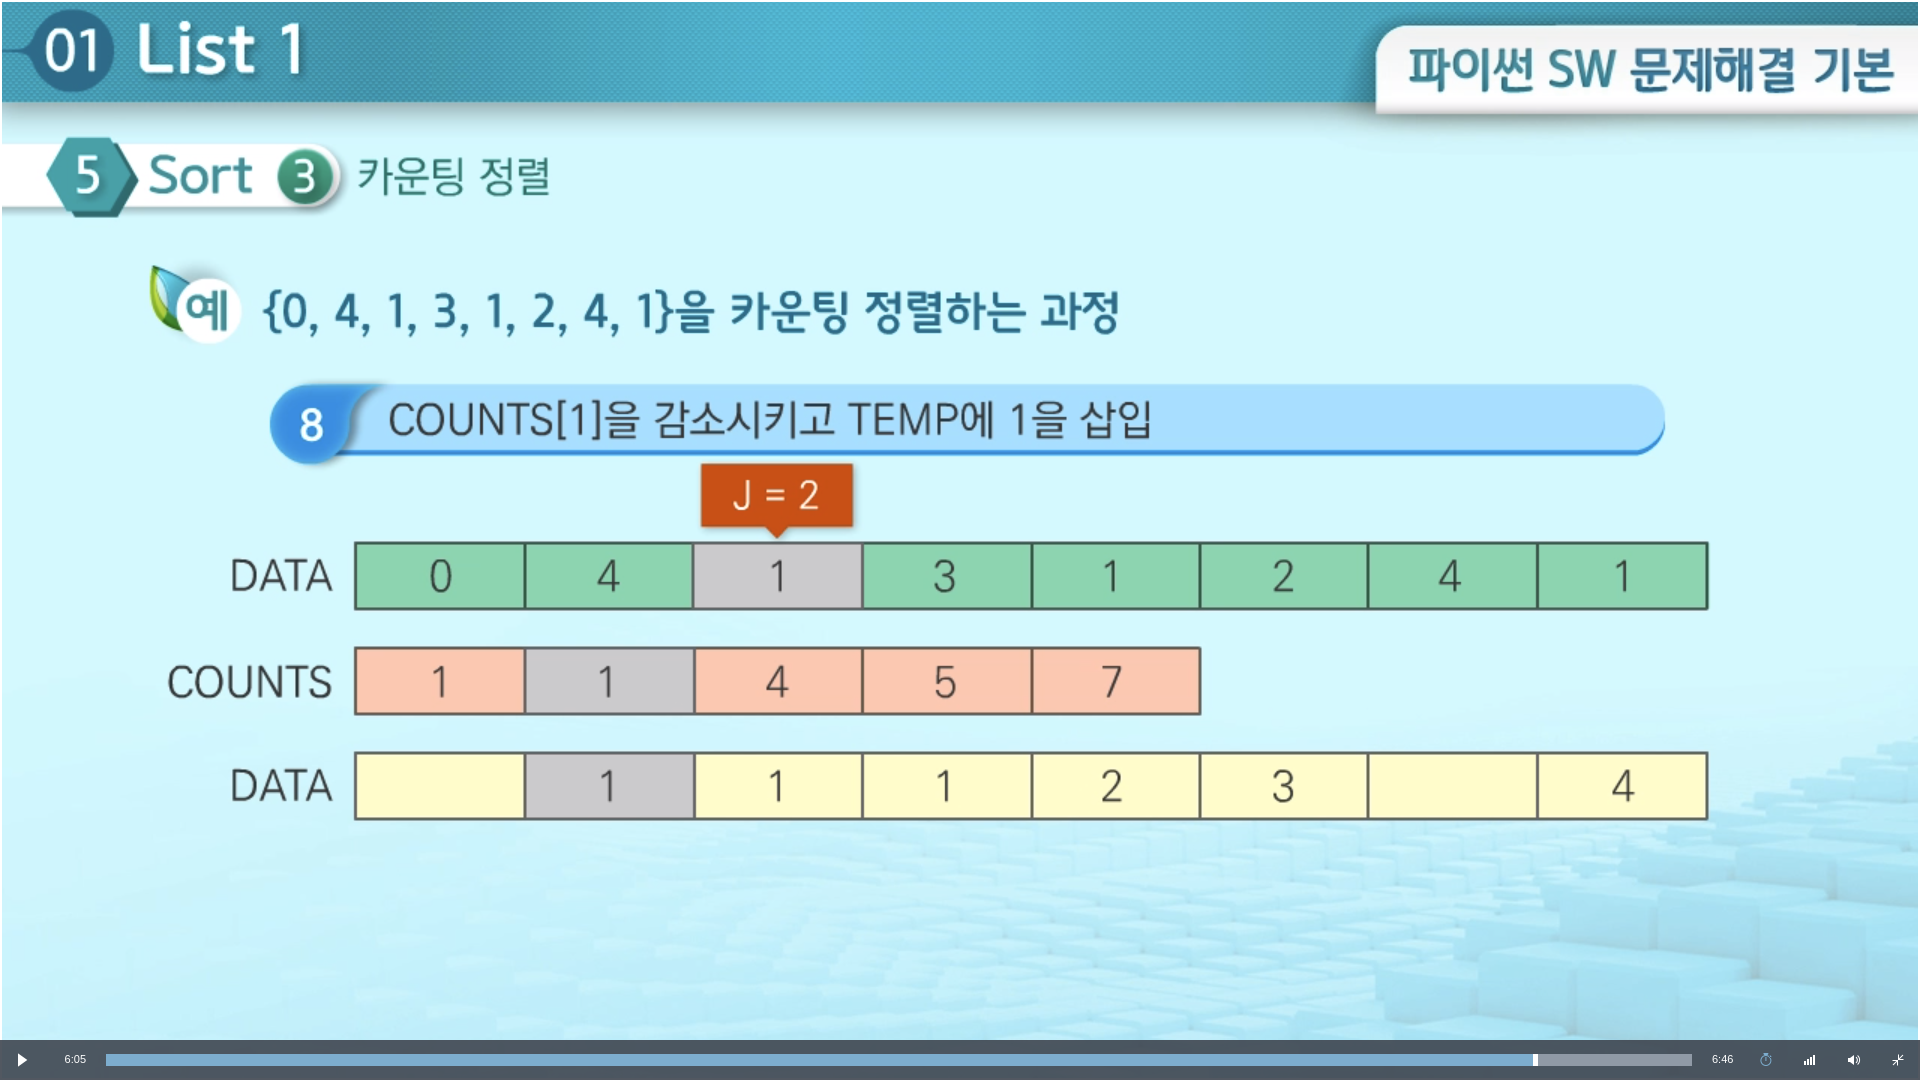 01 List 1
파이썬 SW 문제해결 기본
5 Sort 3 카운팅 정렬
예 {0, 4, 1, 3, 1, 2, 4, 1}을 카운팅 정렬하는 과정
8 COUNTS[1]을 감소시키고 TEMP에 1을 삽입
J = 2
DATA 0 4 1 3 1 2 4 1
COUNTS 1 1 4 5 7
DATA 1 1 1 2 3 4
6:05 6:46